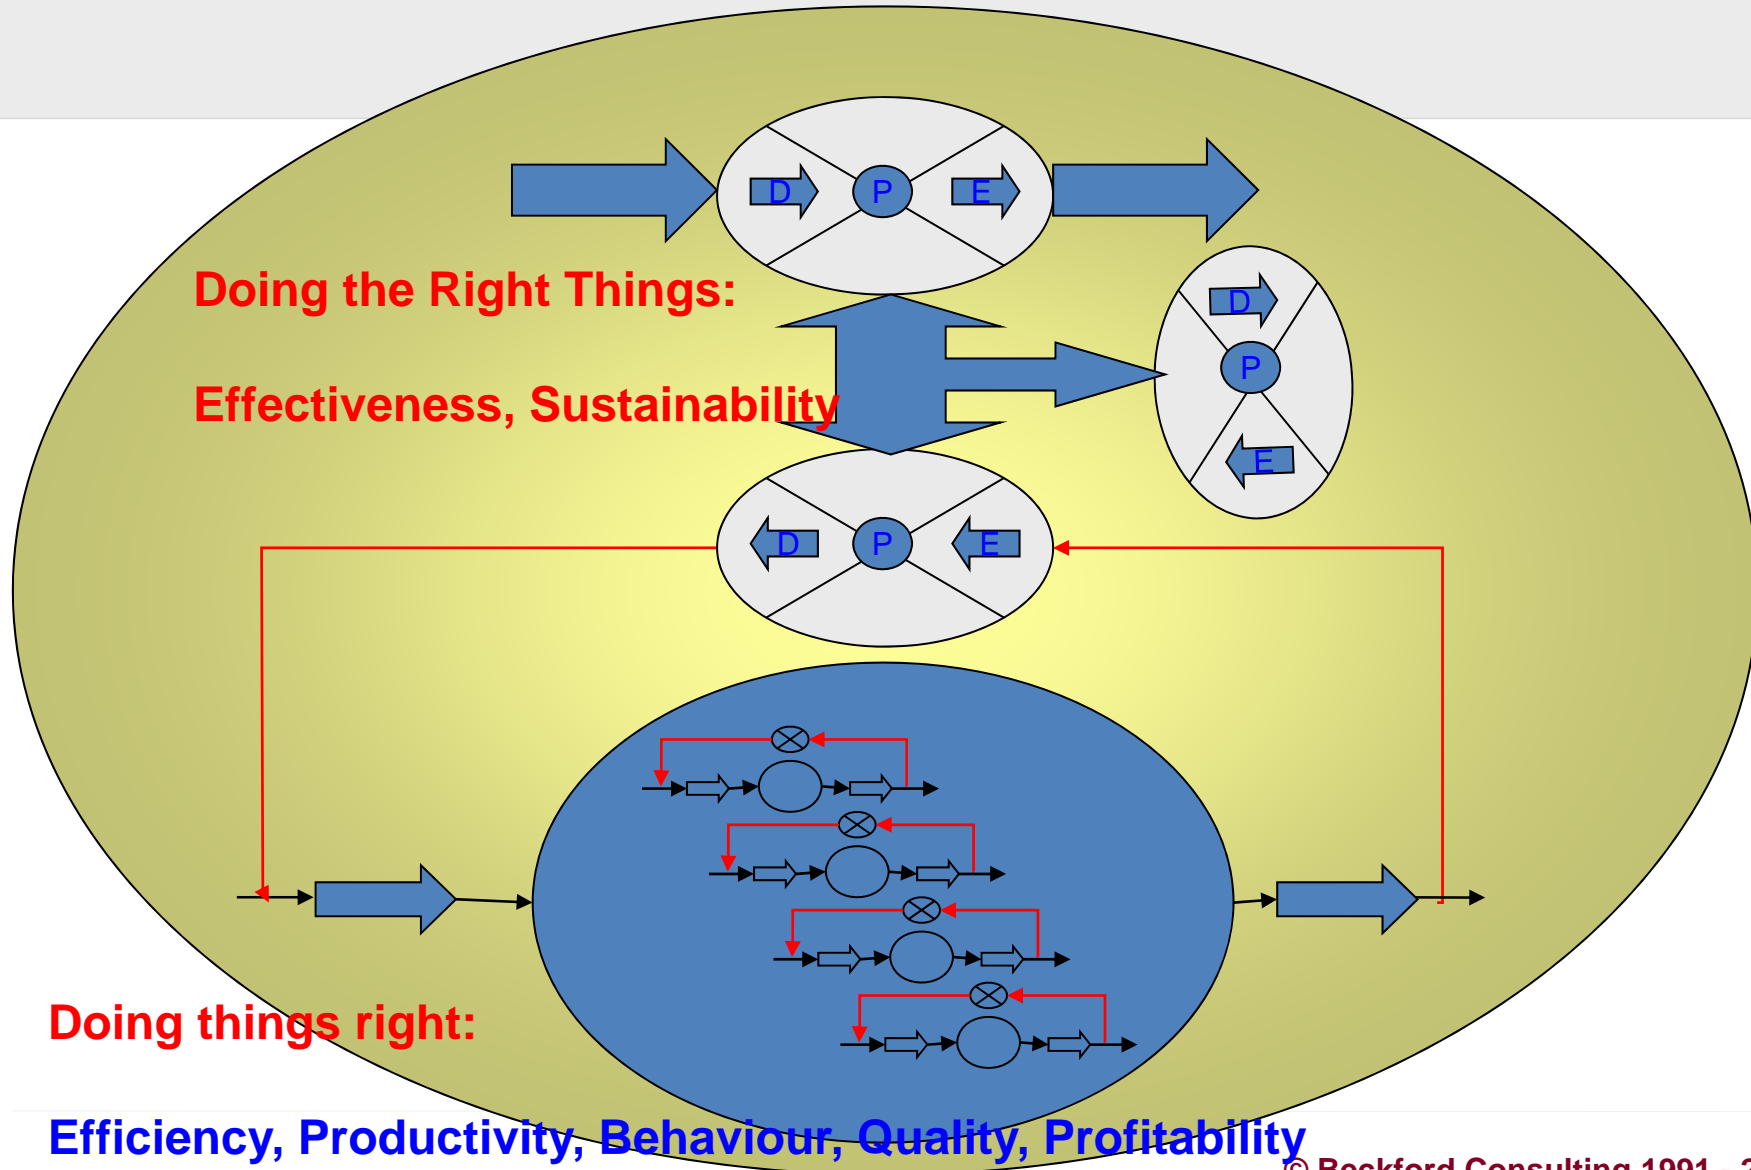 D P E
Doing the Right Things:
D
P
Effectiveness, Sustainability
E
D P E
Doing things right:
Efficiency, Productivity, Behaviour, Quality, Profitability
© Beckford Consulting 1991 -